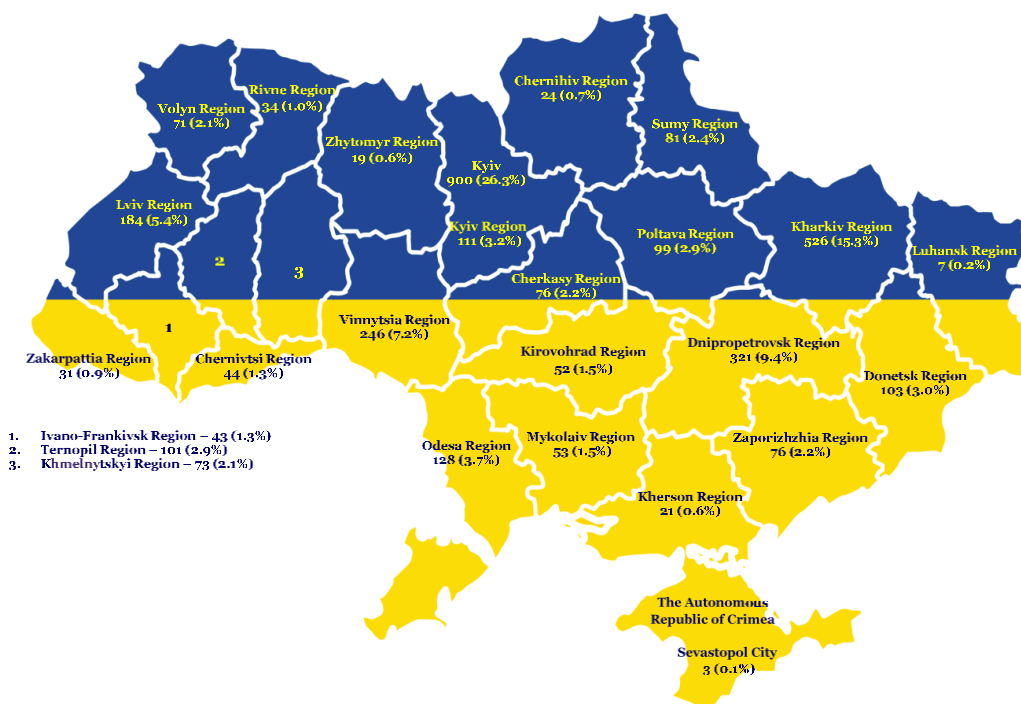 Chernihiv Region
24 (0.7%)
Rivne Region
34 (1.0%)
Volyn Region
71 (2.1%)
Sumy Region
81 (2.4%)
Zhytomyr Region
19 (0.6%)
Kyiv
900 (26.3%)
Lviv Region
184 (5.4%)
Kyiv Region
111 (3.2%)
Poltava Region
99 (2.9%)
Kharkiv Region
526 (15.3%)
Luhansk Region
7 (0.2%)
2
3
Cherkasy Region
76 (2.2%)
1
Vinnytsia Region
246 (7.2%)
Zakarpattia Region
31 (0.9%)
Chernivtsi Region
44 (1.3%)
Kirovohrad Region
52 (1.5%)
Dnipropetrovsk Region
321 (9.4%)
Donetsk Region
103 (3.0%)
1. Ivano-Frankivsk Region – 43 (1.3%)
2. Ternopil Region – 101 (2.9%)
3. Khmelnytskyi Region – 73 (2.1%)
Odesa Region
128 (3.7%)
Mykolaiv Region
53 (1.5%)
Zaporizhzhia Region
76 (2.2%)
Kherson Region
21 (0.6%)
The Autonomous
Republic of Crimea
Sevastopol City
3 (0.1%)